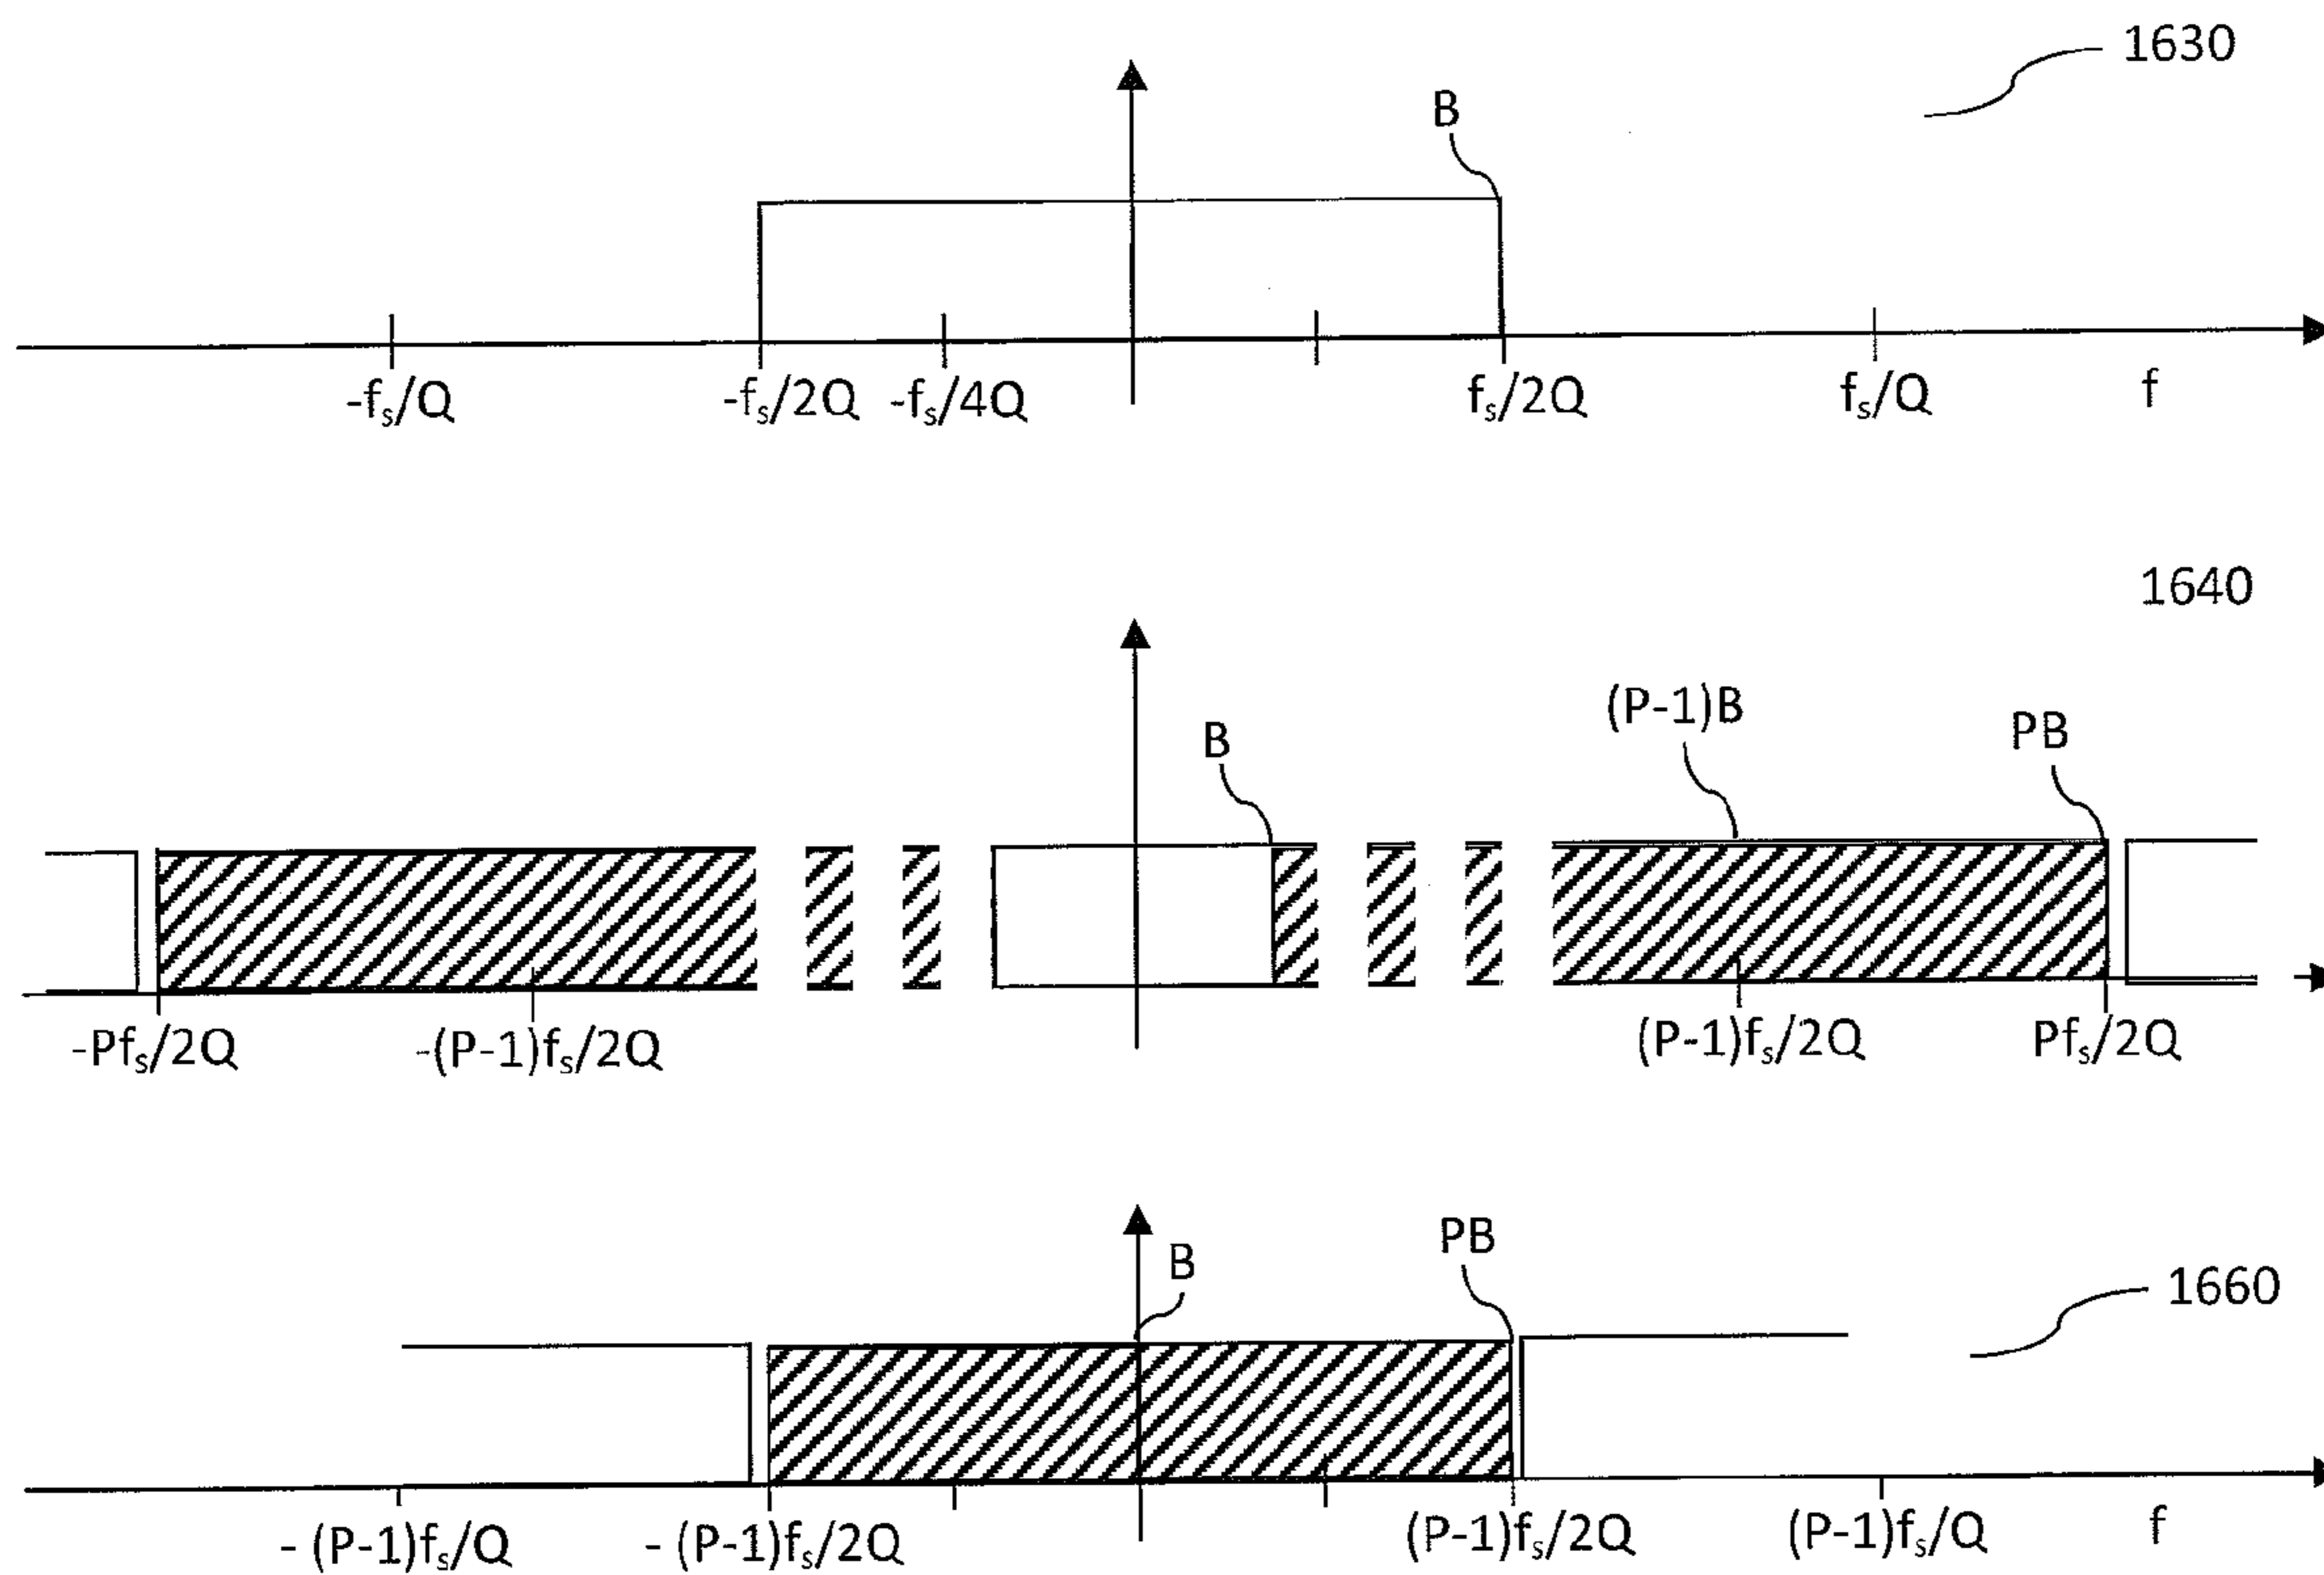 1630
B
-fs/Q -fs/2Q -fs/4Q fs/2Q fs/Q f
1640
(P-1)B
PB
B
-Pfs/2Q -(P-1)fs/2Q (P-1)fs/2Q Pfs/2Q
PB
B
1660
- (P-1)fs/Q - (P-1)fs/2Q (P-1)fs/2Q (P-1)fs/Q f